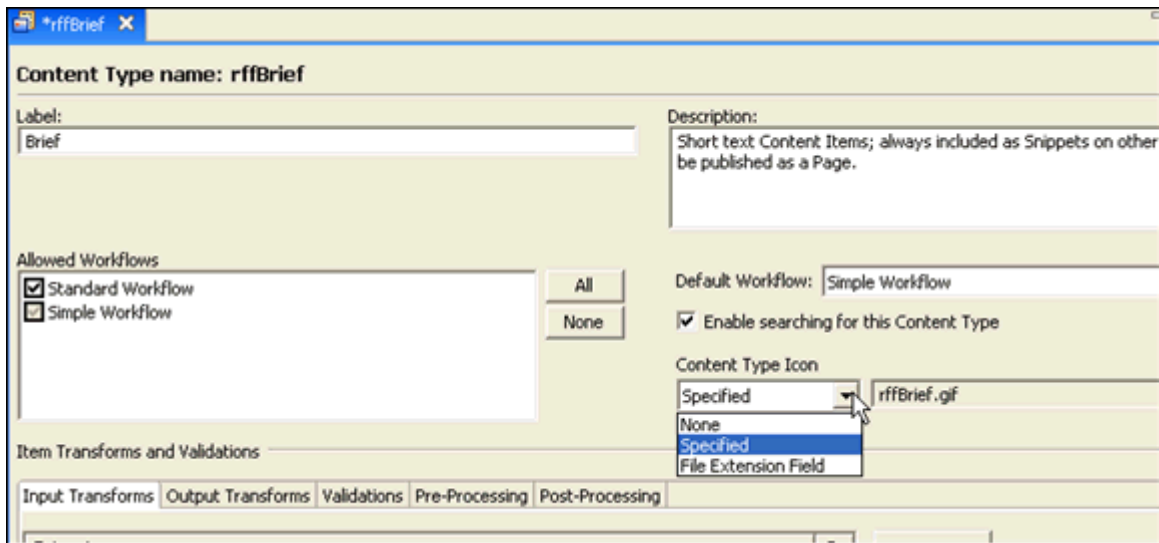 *rffBrief
Content Type name: rffBrief
Label:
Brief
Description:
Short text Content Items; always included as Snippets on other
be published as a Page.
Allowed Workflows
Standard Workflow
Simple Workflow
All
None
Default Workflow: Simple Workflow
Enable searching for this Content Type
Content Type Icon
Specified rffBrief.gif
None
Specified
File Extension Field
Item Transforms and Validations
Input Transforms Output Transforms Validations Pre-Processing Post-Processing